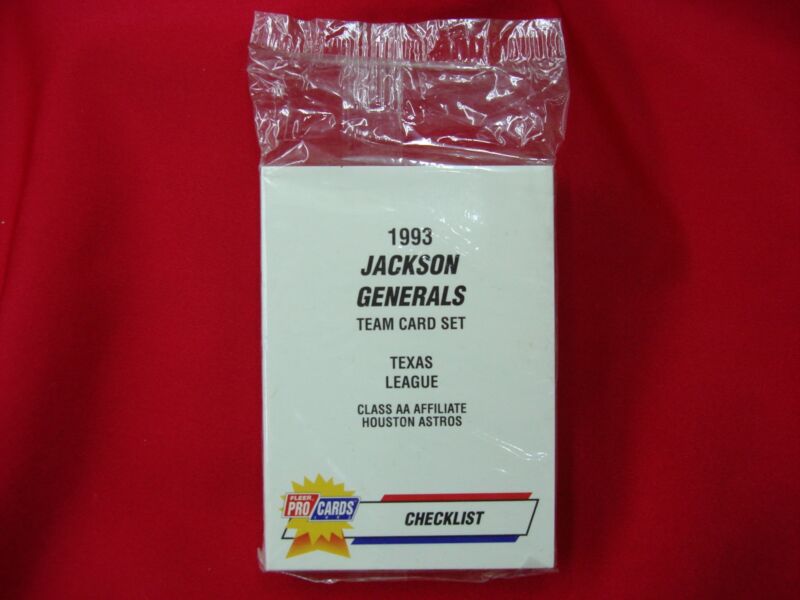 1993
JACKSON
GENERALS
TEAM CARD SET
TEXAS
LEAGUE
CLASS AA AFFILIATE
HOUSTON ASTROS
FLEER
PRO CARDS
CHECKLIST